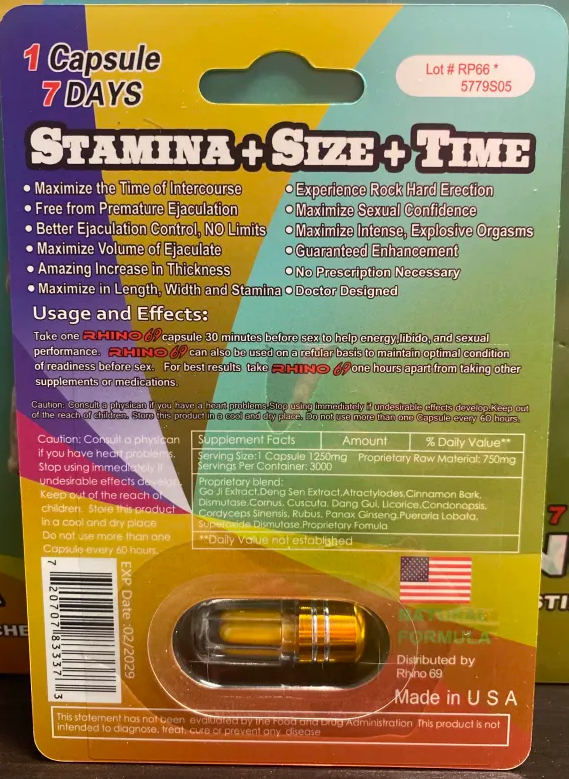 1 Capsule
7 DAYS
Lot # RP66 *
5779S05
STAMINA + SIZE + TIME
• Maximize the Time of Intercourse
• Free from Premature Ejaculation
• Better Ejaculation Control, NO Limits
• Maximize Volume of Ejaculate
• Amazing Increase in Thickness
• Maximize in Length, Width and Stamina
• Experience Rock Hard Erection
• Maximize Sexual Confidence
• Maximize Intense, Explosive Orgasms
• Guaranteed Enhancement
• No Prescription Necessary
• Doctor Designed
Usage and Effects:
Take one RHINO 69 capsule 30 minutes before sex to help energy,libido, and sexual
performance. RHINO 69 can also be used on a refular basis to maintain optimal condition
of readiness before sex. For best results take RHINO 69 one hours apart from taking other
supplements or medications.
Caution: Consult a physican if you have a heart problems.Stop using immediately if undesirable effects develop.Keep out
of the reach of children. Store this product in a cool and dry place. Do not use more than one Capsule every 60 hours.
Caution: Consult a physican
if you have heart problems.
Stop using immediately if
undesirable effects develop.
Keep out of the reach of
children. Store this product
in a cool and dry place
Do not use more than one
Capsule every 60 hours.
Supplement Facts Amount % Daily Value**
Serving Size:1 Capsule 1250mg Proprietary Raw Material: 750mg
Servings Per Container: 3000
Proprietary blend:
Go Ji Extract,Deng Sen Extract,Atractylodes,Cinnamon Bark,
Dismutase,Cornus, Cuscuta, Dang Gui, Licorice,Condonopsis,
Cordyceps Sinensis, Rubus, Panax Ginseng,Pueraria Lobata,
Superoxide Dismutase,Proprietary Fomula
**Daily Value not established
7 20707 83337 3
EXP. Date :02/2029
NATURAL
FORMULA
Distributed by
Rhino 69
Made in U S A
This statement has not been evaluated by the Food and Drug Administration This product is not
intended to diagnose, treat, cure or prevent any disease